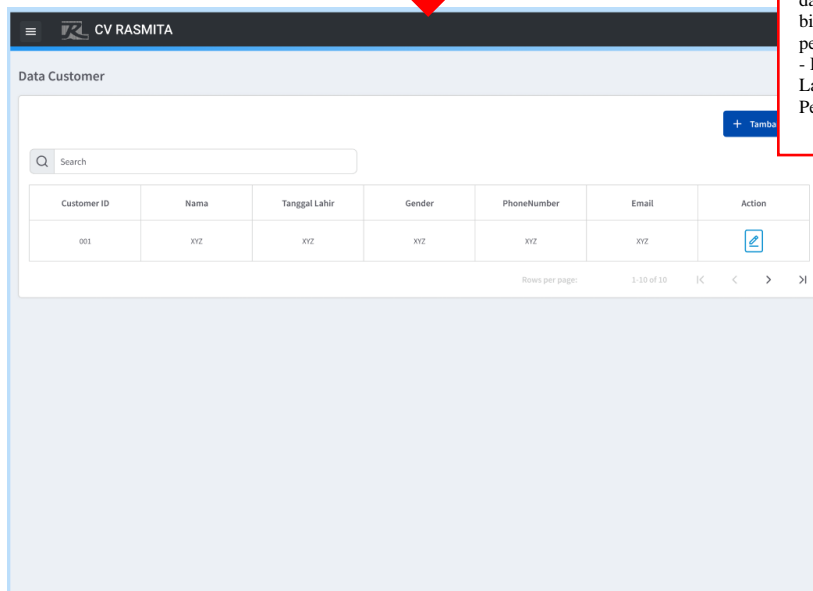 CV RASMITA
Data Customer
+ Tamba
Search
Customer ID Nama Tanggal Lahir Gender PhoneNumber Email Action
001 XYZ XYZ XYZ XYZ XYZ
Rows per page: 1-10 of 10